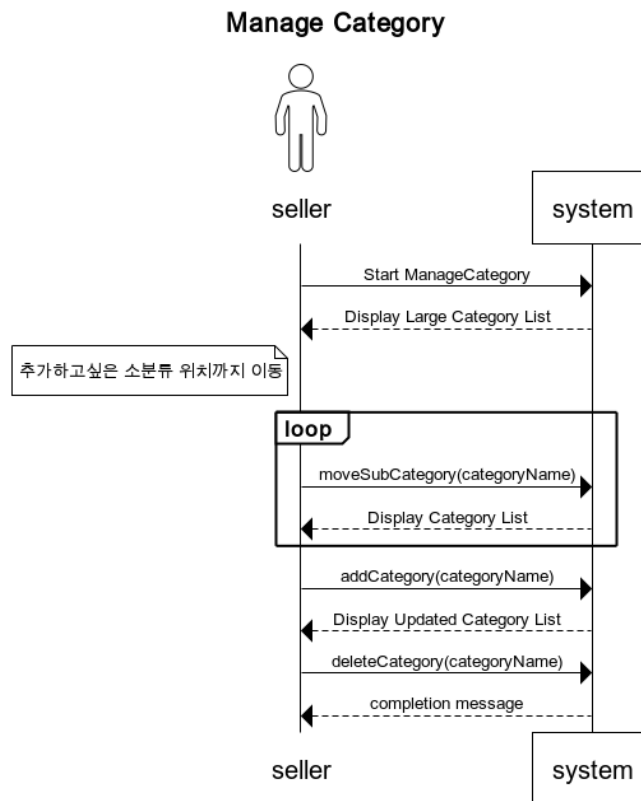 Manage Category
seller
system
Start ManageCategory
Display Large Category List
추가하고싶은 소분류 위치까지 이동
loop
moveSubCategory(categoryName)
Display Category List
addCategory(categoryName)
Display Updated Category List
deleteCategory(categoryName)
completion message
seller
system